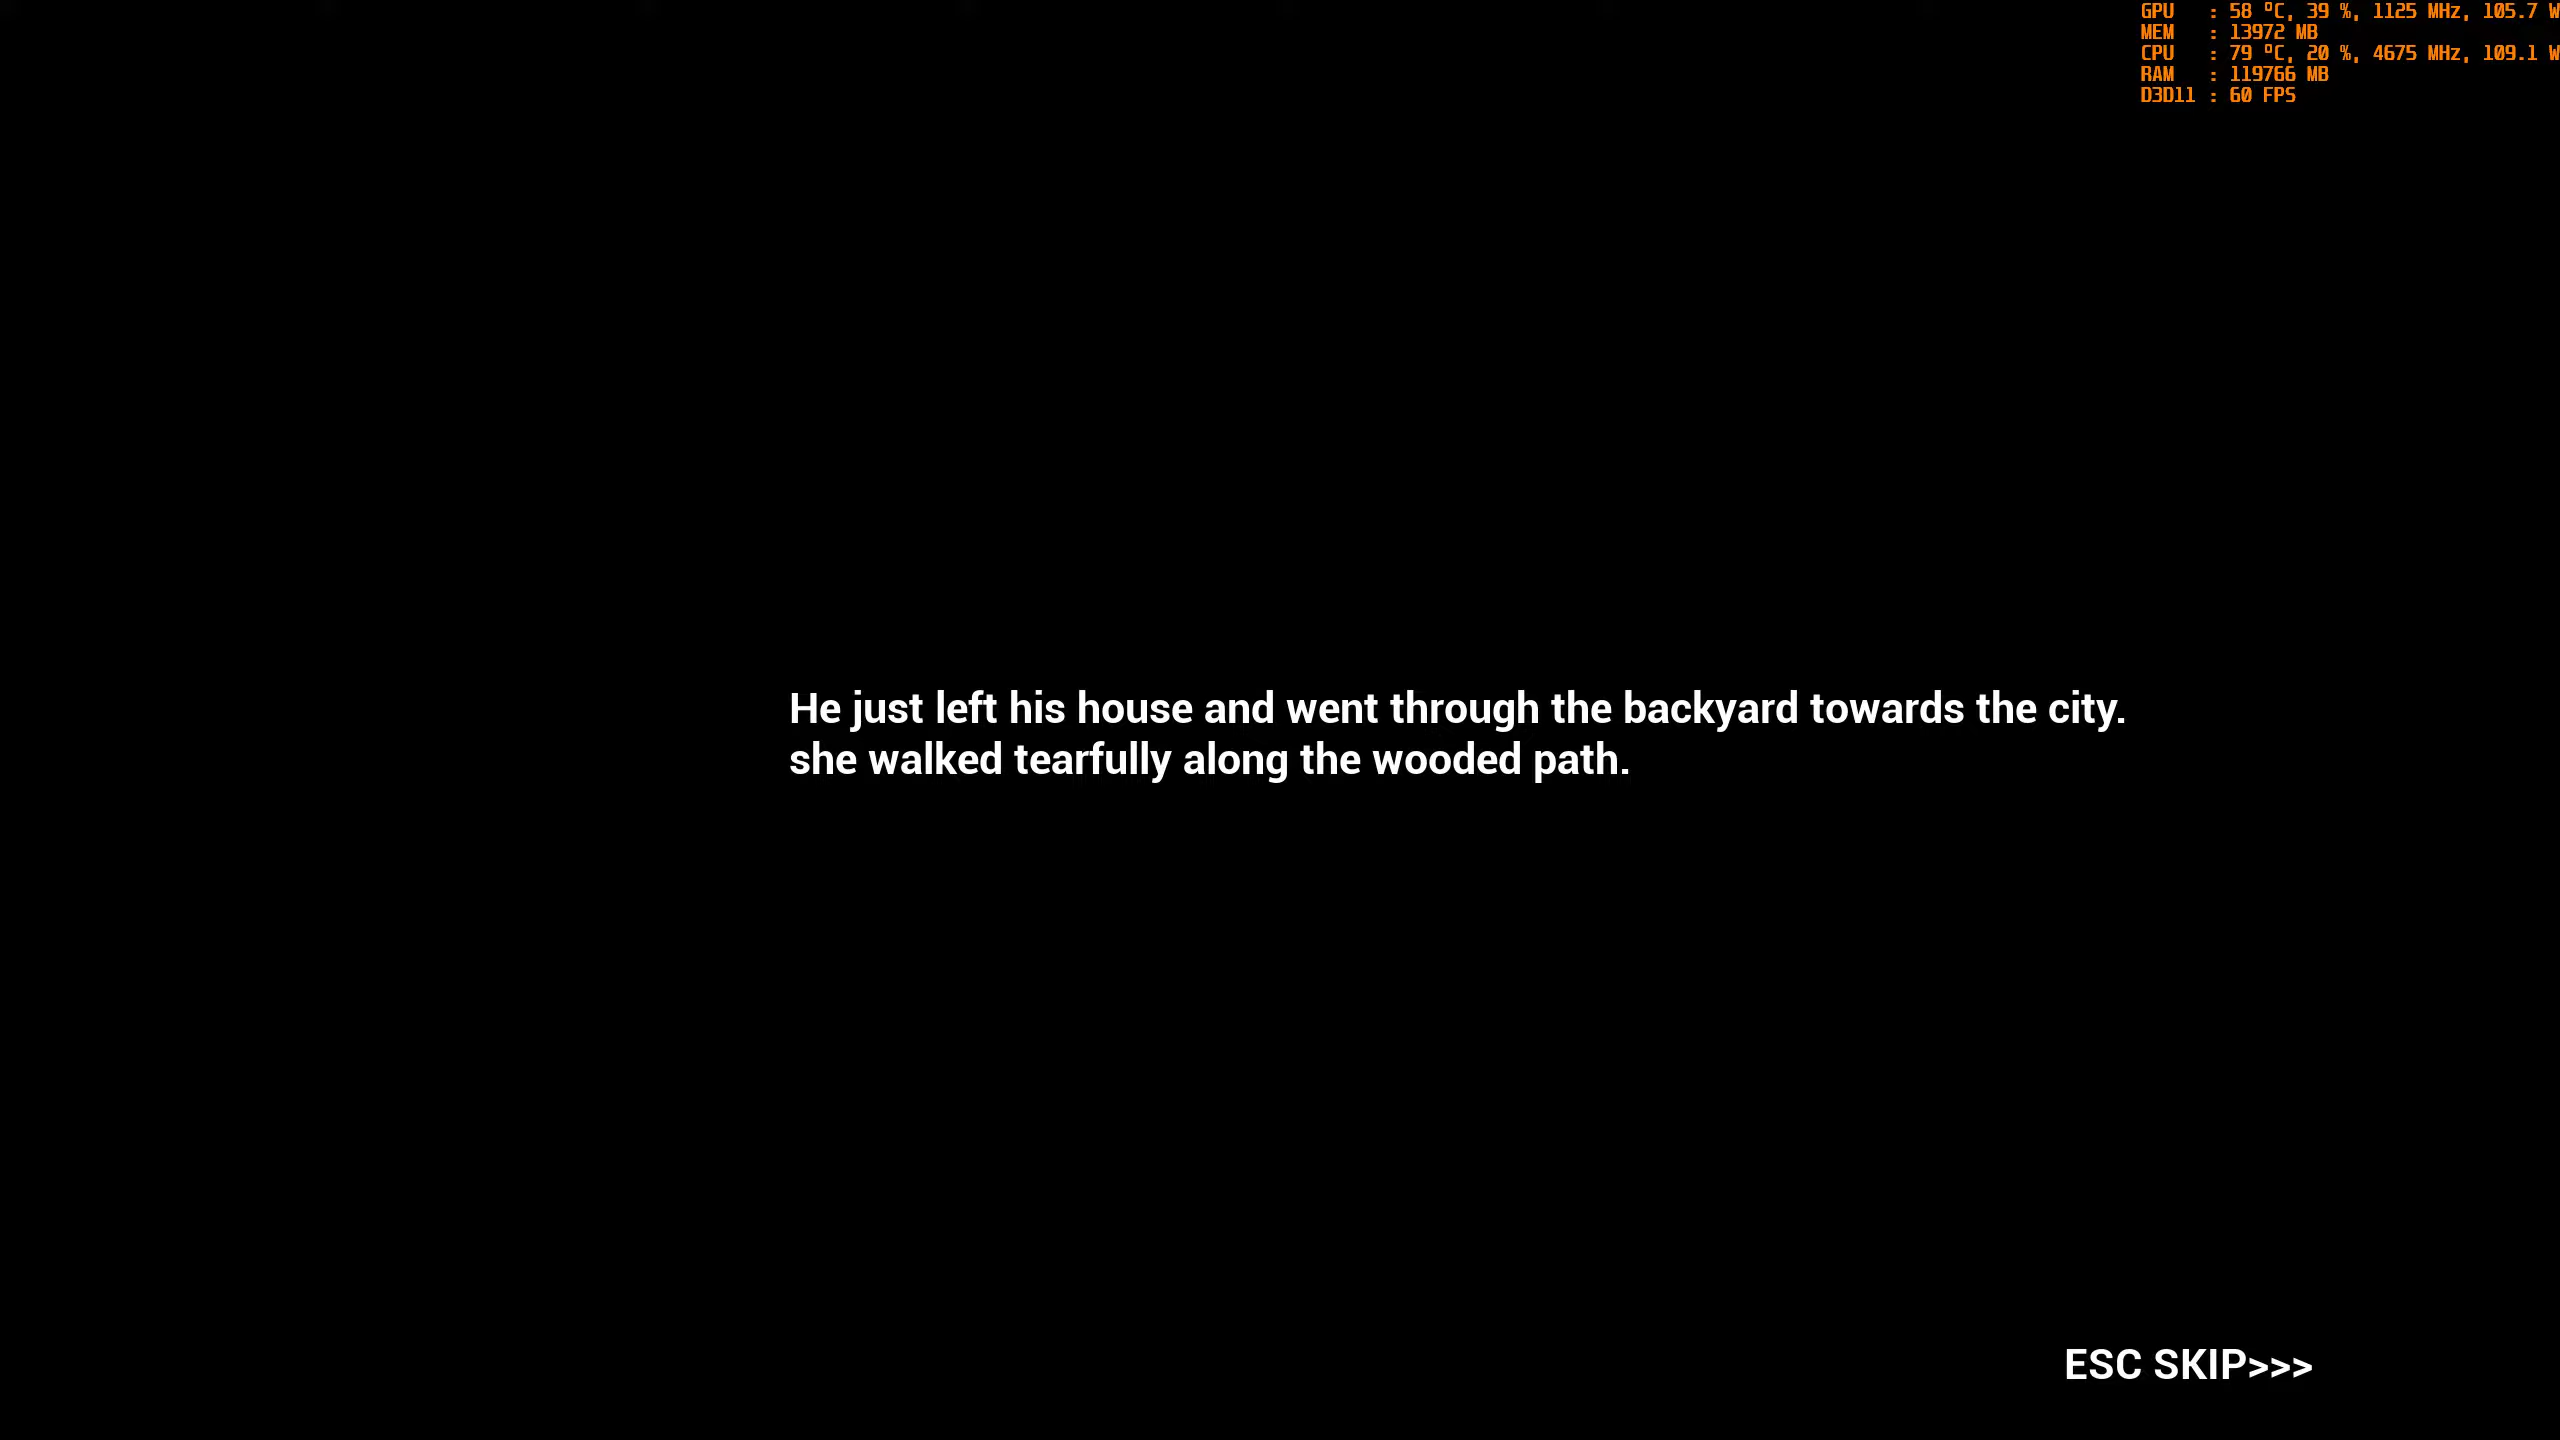 GPU : 58 °C, 39 %, 1125 MHz, 105.7 W
MEM : 13972 MB
CPU : 79 °C, 20 %, 4675 MHz, 109.1 W
RAM : 119766 MB
D3D11 : 60 FPS
He just left his house and went through the backyard towards the city.
she walked tearfully along the wooded path.
ESC SKIP>>>